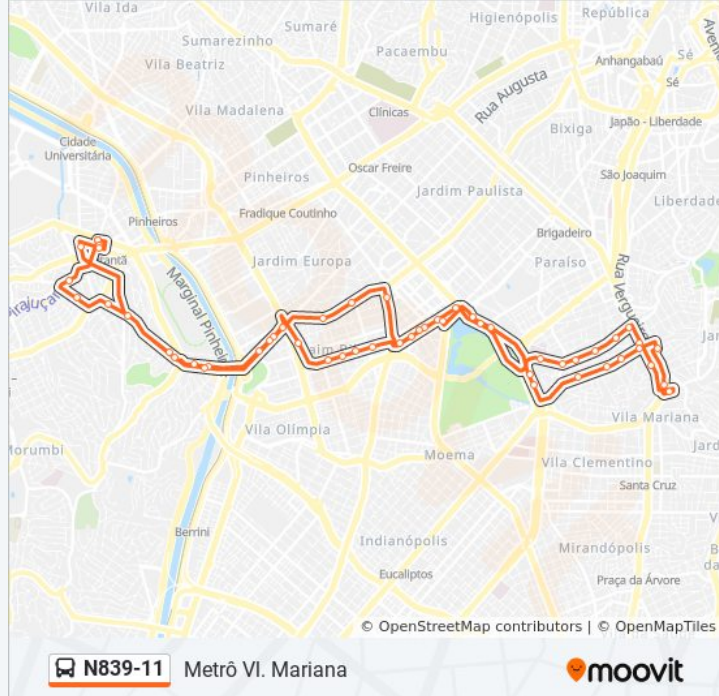 Vila Ida
Higienópolis
República
Sumaré
Sumarezinho
Pacaembu
Vila Beatriz
Anhangabaú
Sé
Sé
Rua Augusta
Vila Madalena
Clínicas
Japão - Liberdade
Bixiga
Cidade
Universitária
Oscar Freire
São Joaquim
Pinheiros
Jardim Paulista
Liberdade
Fradique Coutinho
Pinheiros
Brigadeiro
Jardim Europa
Paraíso
Rua Vergueiro
Marginal Pinheiros
Vila Mariana
Vila Olímpia
Morumbi
Moema
Vila Clementino
Santa Cruz
Berrini
Indianópolis
Mirandópolis
Eucaliptos
Praça da Árvore
© OpenStreetMap contributors | © OpenMapTiles
N839-11 Metrô Vl. Mariana
moovit